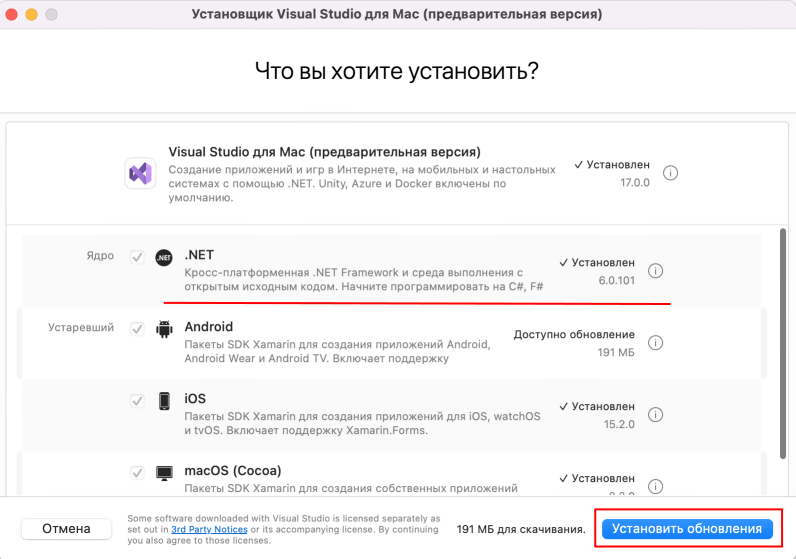 Установщик Visual Studio для Mac (предварительная версия)
Что вы хотите установить?
Visual Studio для Mac (предварительная версия)
Создание приложений и игр в Интернете, на мобильных и настольных
системах с помощью .NET. Unity, Azure и Docker включены по
умолчанию.
✓ Установлен
17.0.0
Ядро
.NET
.NET
Кросс-платформенная .NET Framework и среда выполнения с
открытым исходным кодом. Начните программировать на C#, F#
✓ Установлен
6.0.101
Устаревший
Android
Пакеты SDK Xamarin для создания приложений Android,
Android Wear и Android TV. Включает поддержку
Доступно обновление
191 МБ
iOS
Пакеты SDK Xamarin для создания приложений для iOS, watchOS
и tvOS. Включает поддержку Xamarin.Forms.
✓ Установлен
15.2.0
macOS (Cocoa)
Пакеты SDK Xamarin для создания собственных приложений
✓ Установлен
Отмена
Some software downloaded with Visual Studio is licensed separately as
set out in 3rd Party Notices or its accompanying license. By continuing
you also agree to those licenses.
191 МБ для скачивания.
Установить обновления